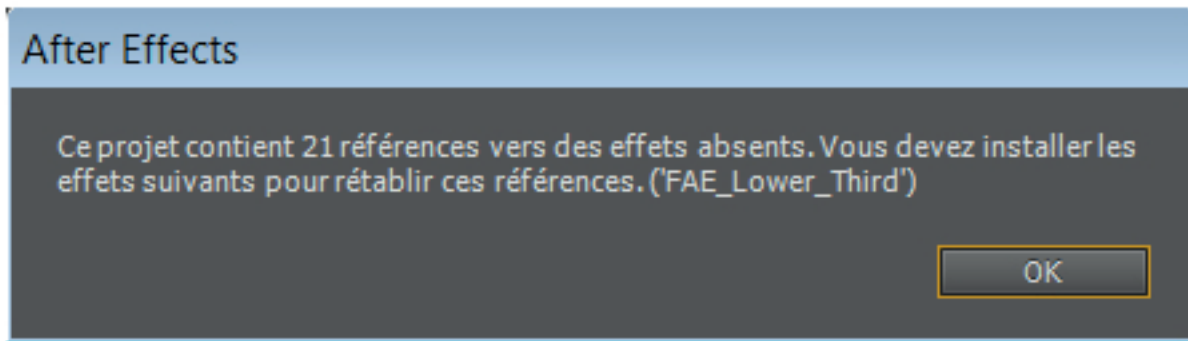 After Effects
Ce projet contient 21 références vers des effets absents. Vous devez installer les
effets suivants pour rétablir ces références. ('FAE_Lower_Third')
OK